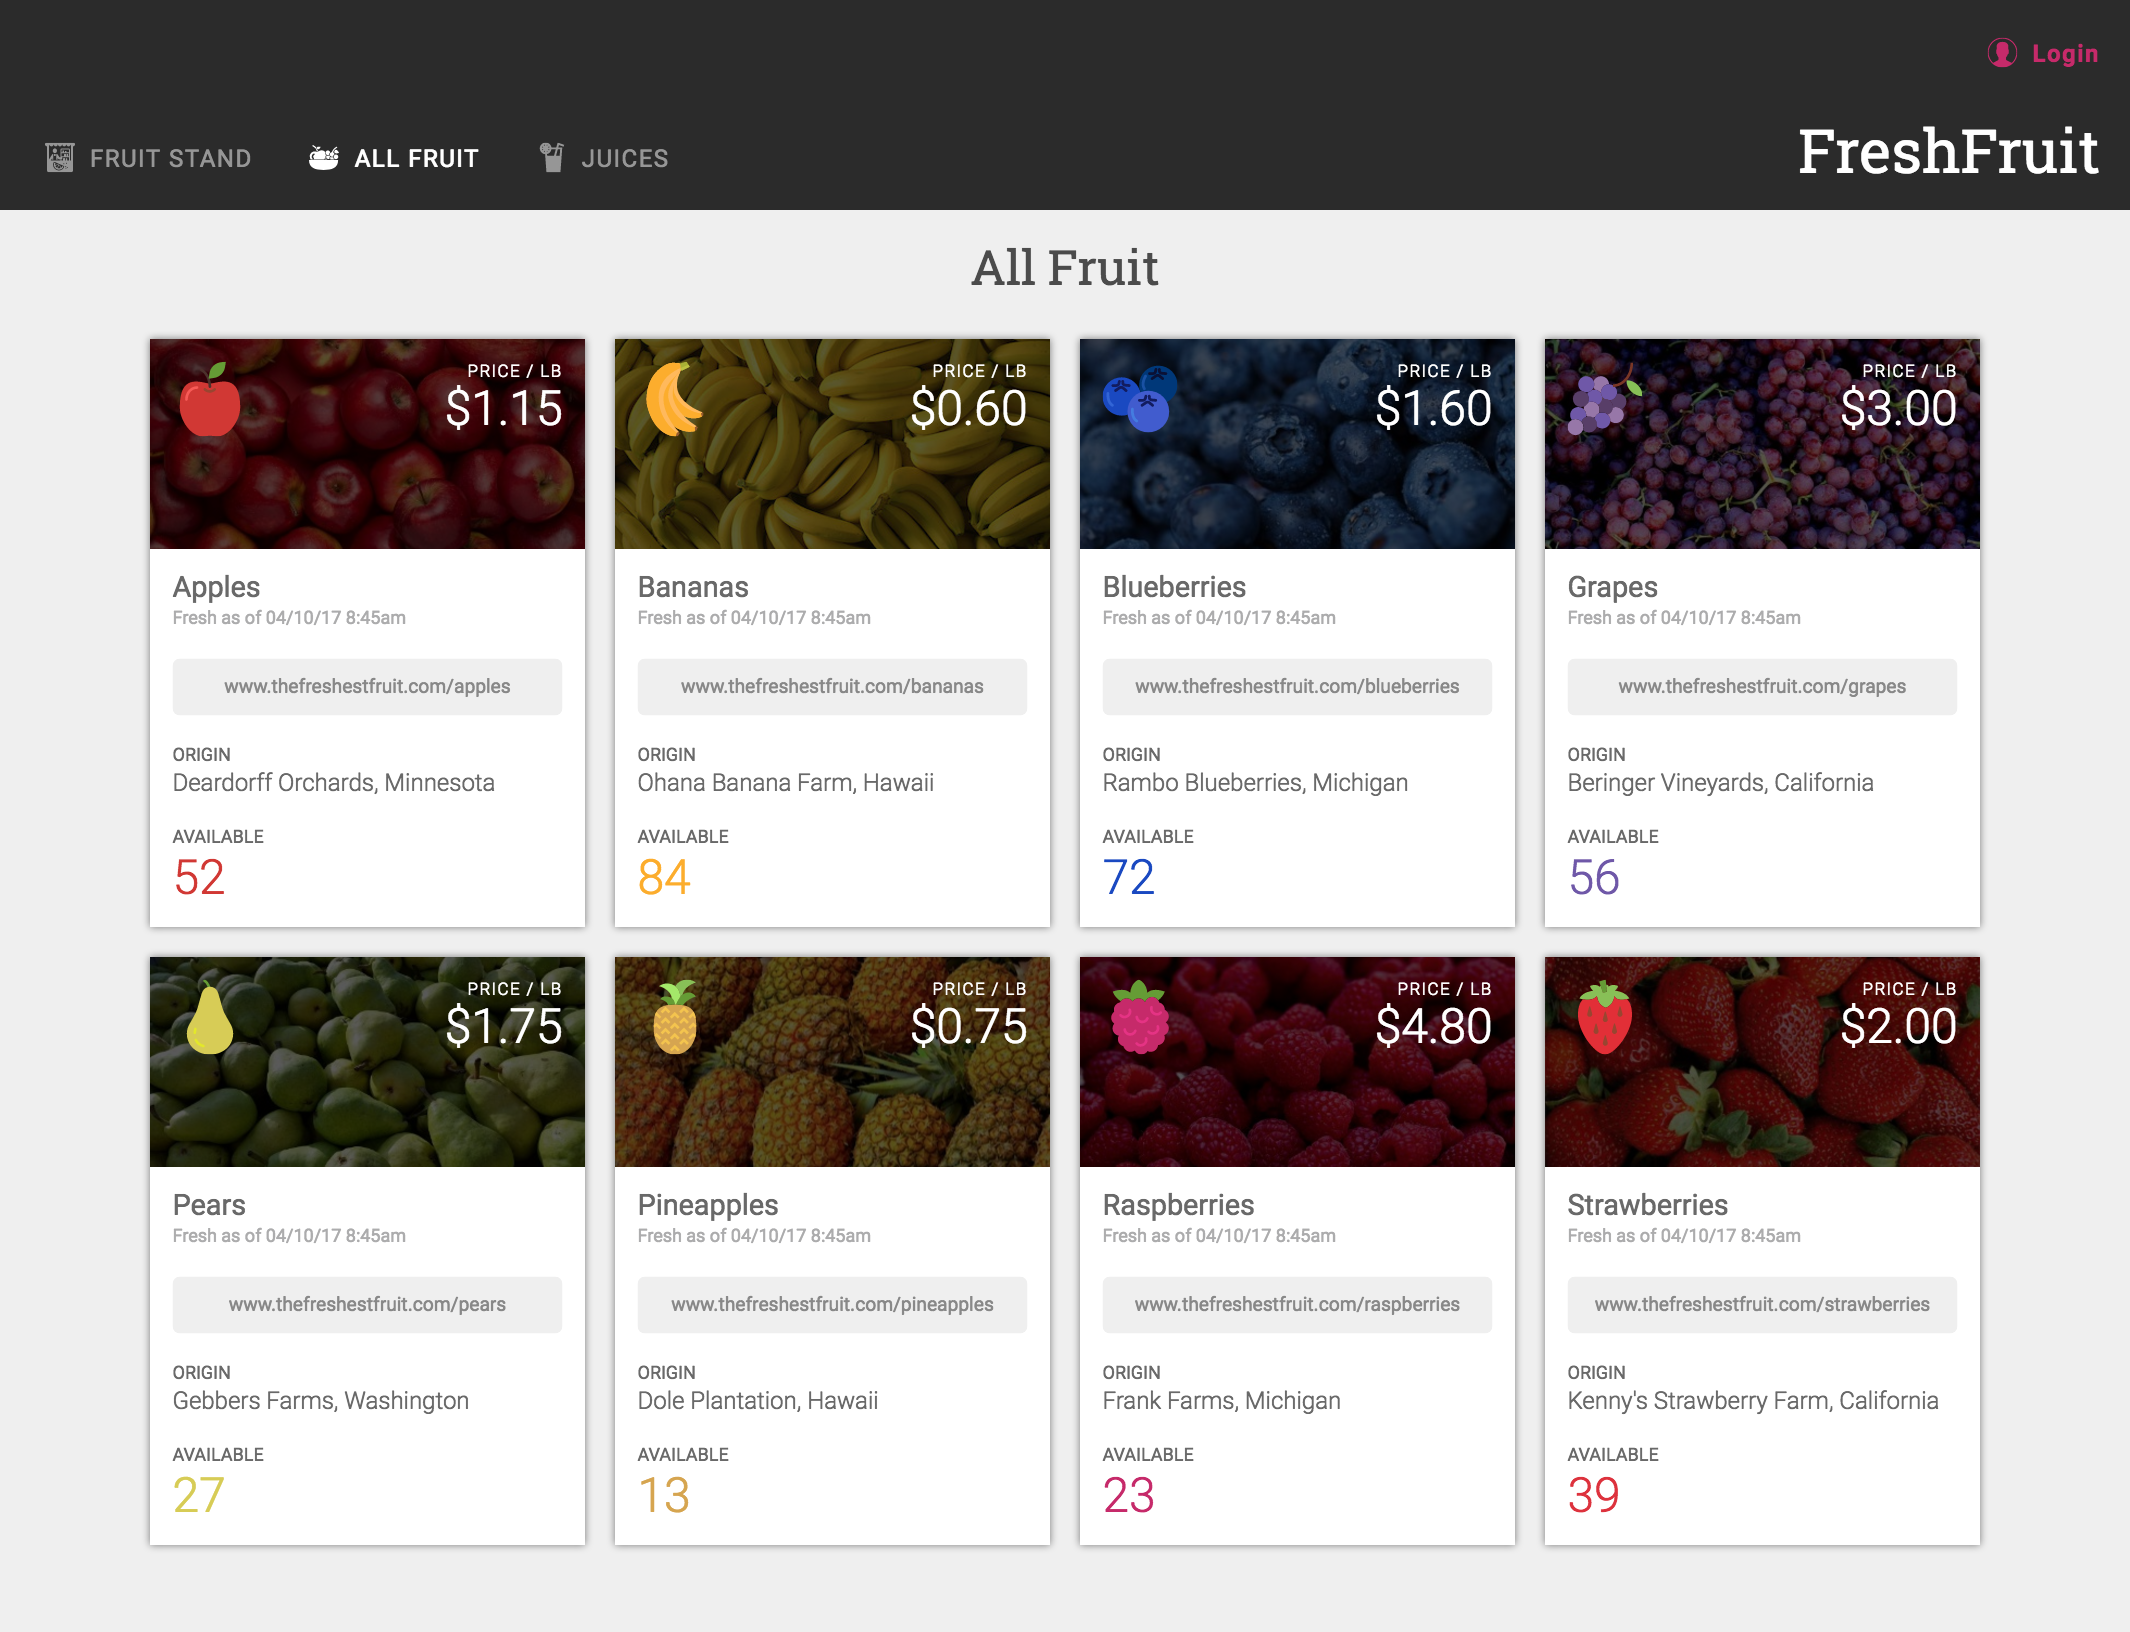 Login
FRUIT STAND
ALL FRUIT
JUICES
FreshFruit
All Fruit
PRICE / LB
$1.15
Apples
Fresh as of 04/10/17 8:45am
www.thefreshestfruit.com/apples
ORIGIN
Deardorff Orchards, Minnesota
AVAILABLE
52
PRICE / LB
$0.60
Bananas
Fresh as of 04/10/17 8:45am
www.thefreshestfruit.com/bananas
ORIGIN
Ohana Banana Farm, Hawaii
AVAILABLE
84
PRICE / LB
$1.60
Blueberries
Fresh as of 04/10/17 8:45am
www.thefreshestfruit.com/blueberries
ORIGIN
Rambo Blueberries, Michigan
AVAILABLE
72
PRICE / LB
$3.00
Grapes
Fresh as of 04/10/17 8:45am
www.thefreshestfruit.com/grapes
ORIGIN
Beringer Vineyards, California
AVAILABLE
56
PRICE / LB
$1.75
Pears
Fresh as of 04/10/17 8:45am
www.thefreshestfruit.com/pears
ORIGIN
Gebbers Farms, Washington
AVAILABLE
27
PRICE / LB
$0.75
Pineapples
Fresh as of 04/10/17 8:45am
www.thefreshestfruit.com/pineapples
ORIGIN
Dole Plantation, Hawaii
AVAILABLE
13
PRICE / LB
$4.80
Raspberries
Fresh as of 04/10/17 8:45am
www.thefreshestfruit.com/raspberries
ORIGIN
Frank Farms, Michigan
AVAILABLE
23
PRICE / LB
$2.00
Strawberries
Fresh as of 04/10/17 8:45am
www.thefreshestfruit.com/strawberries
ORIGIN
Kenny's Strawberry Farm, California
AVAILABLE
39